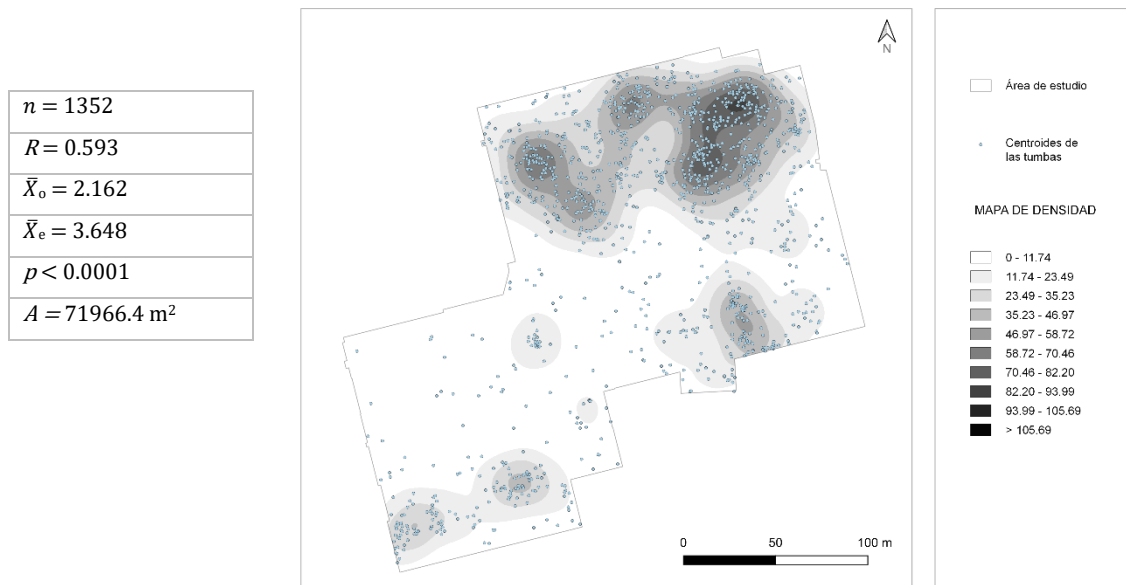 n = 1352
R = 0.593
X̄o = 2.162
X̄e = 3.648
p < 0.0001
A = 71966.4 m²
N
0 50 100 m
Área de estudio
Centroides de
las tumbas
MAPA DE DENSIDAD
0 - 11.74
11.74 - 23.49
23.49 - 35.23
35.23 - 46.97
46.97 - 58.72
58.72 - 70.46
70.46 - 82.20
82.20 - 93.99
93.99 - 105.69
> 105.69